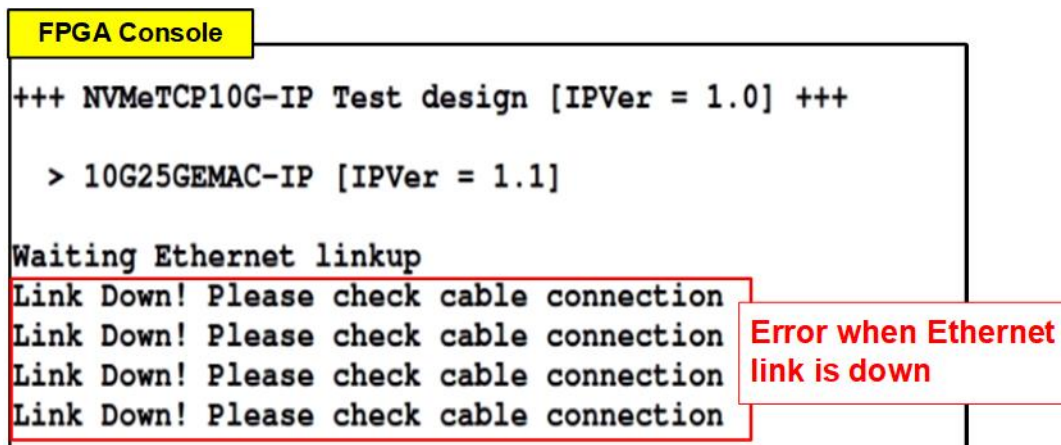 FPGA Console
+++ NVMeTCP10G-IP Test design [IPVer = 1.0] +++
> 10G25GEMAC-IP [IPVer = 1.1]
Waiting Ethernet linkup
Link Down! Please check cable connection
Link Down! Please check cable connection
Link Down! Please check cable connection
Link Down! Please check cable connection
Error when Ethernet
link is down